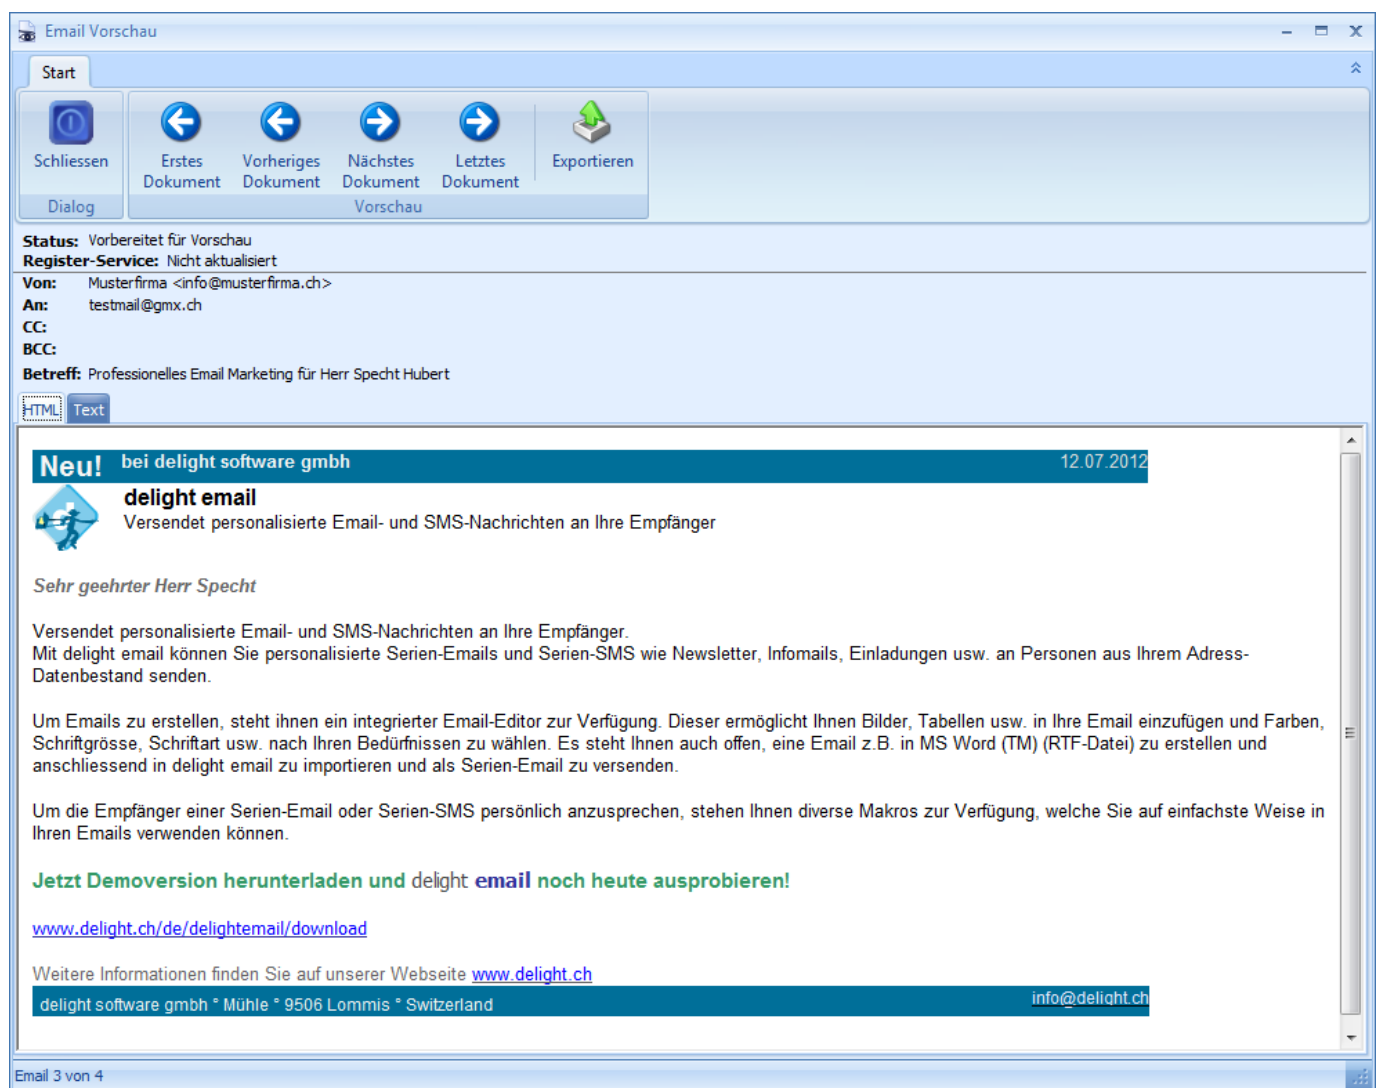 Email Vorschau
Start
Schliessen
Erstes Dokument
Vorheriges Dokument
Nächstes Dokument
Letztes Dokument
Exportieren
Dialog
Vorschau
Status: Vorbereitet für Vorschau
Register-Service: Nicht aktualisiert
Von: Musterfirma <info@musterfirma.ch>
An: testmail@gmx.ch
CC:
BCC:
Betreff: Professionelles Email Marketing für Herr Specht Hubert
HTML Text
Neu! bei delight software gmbh 12.07.2012
delight email
Versendet personalisierte Email- und SMS-Nachrichten an Ihre Empfänger
Sehr geehrter Herr Specht
Versendet personalisierte Email- und SMS-Nachrichten an Ihre Empfänger.
Mit delight email können Sie personalisierte Serien-Emails und Serien-SMS wie Newsletter, Infomails, Einladungen usw. an Personen aus Ihrem Adress-
Datenbestand senden.
Um Emails zu erstellen, steht ihnen ein integrierter Email-Editor zur Verfügung. Dieser ermöglicht Ihnen Bilder, Tabellen usw. in Ihre Email einzufügen und Farben,
Schriftgrösse, Schriftart usw. nach Ihren Bedürfnissen zu wählen. Es steht Ihnen auch offen, eine Email z.B. in MS Word (TM) (RTF-Datei) zu erstellen und
anschliessend in delight email zu importieren und als Serien-Email zu versenden.
Um die Empfänger einer Serien-Email oder Serien-SMS persönlich anzusprechen, stehen Ihnen diverse Makros zur Verfügung, welche Sie auf einfachste Weise in
Ihren Emails verwenden können.
Jetzt Demoversion herunterladen und delight email noch heute ausprobieren!
www.delight.ch/de/delightemail/download
Weitere Informationen finden Sie auf unserer Webseite www.delight.ch
delight software gmbh ° Mühle ° 9506 Lommis ° Switzerland info@delight.ch
Email 3 von 4